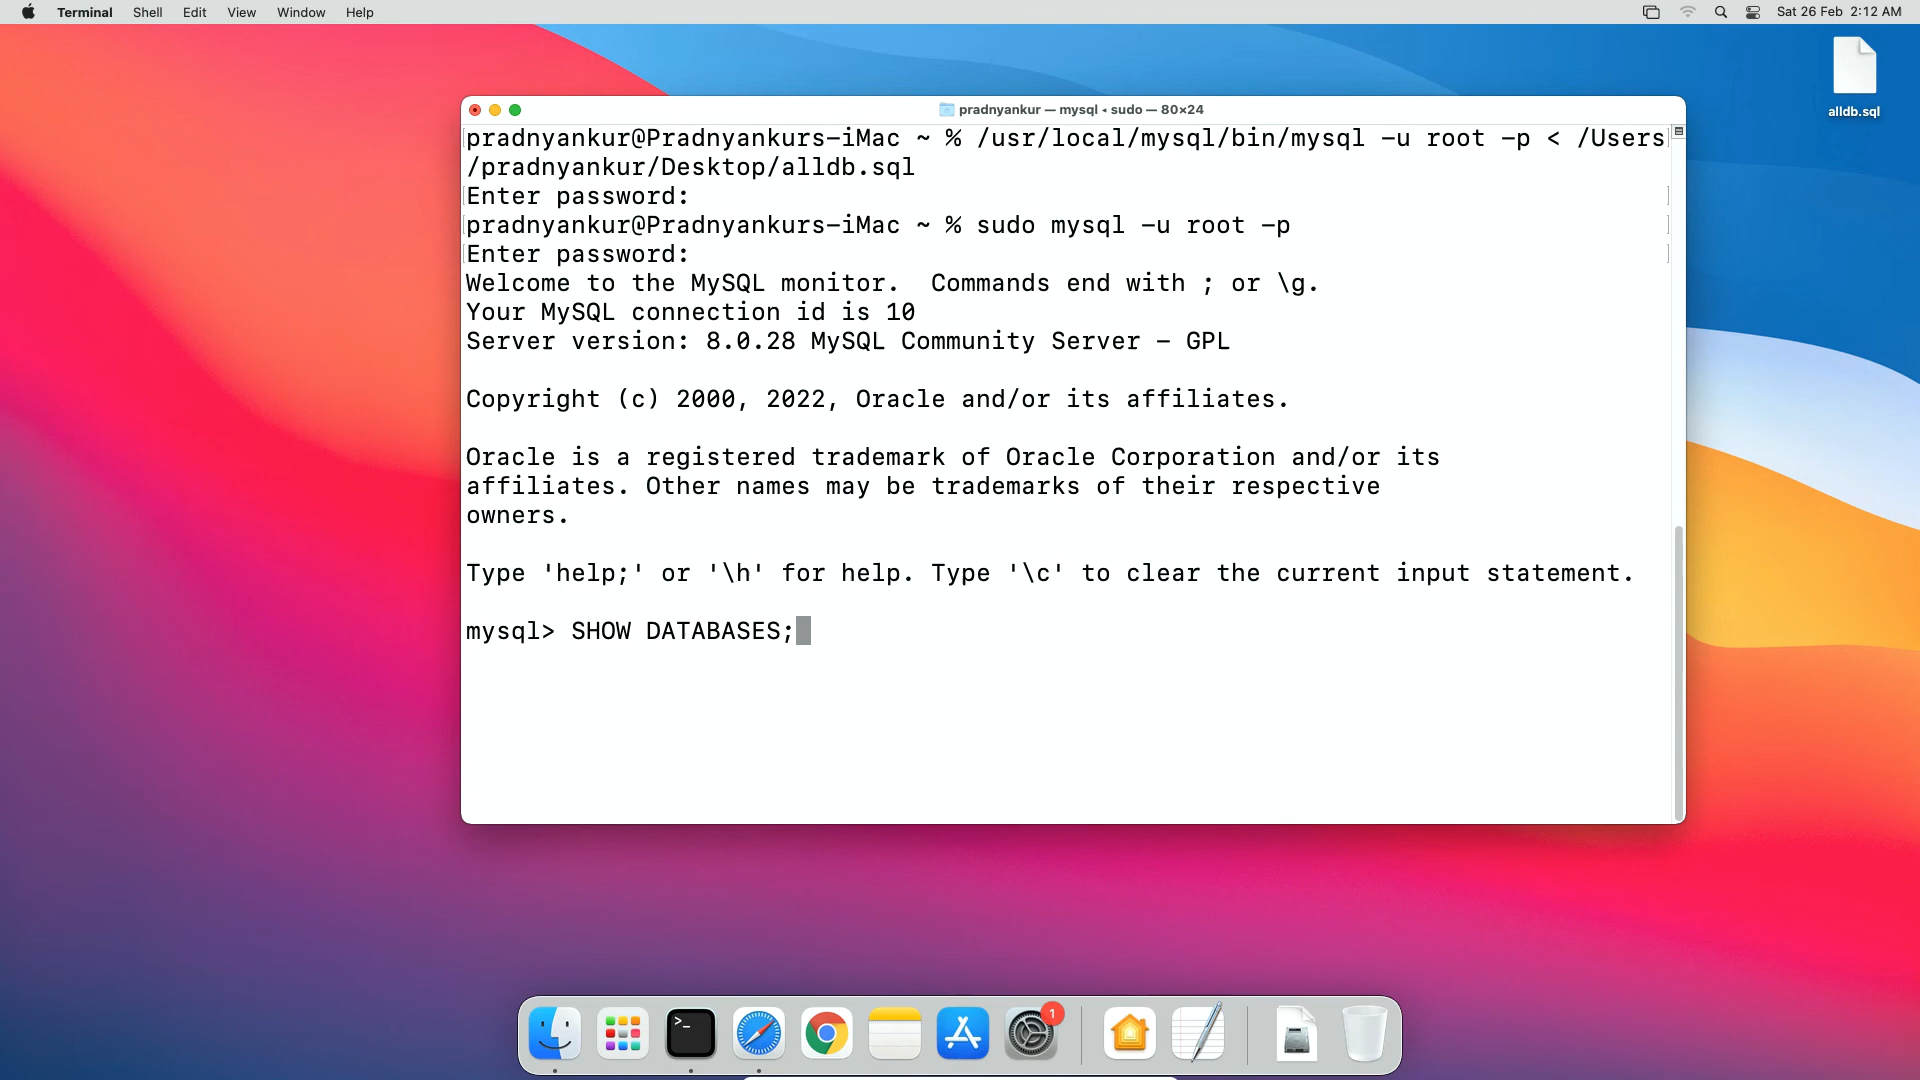 Terminal Shell Edit View Window Help Sat 26 Feb 2:12 AM
alldb.sql
pradnyankur — mysql ◂ sudo — 80×24
pradnyankur@Pradnyankurs-iMac ~ % /usr/local/mysql/bin/mysql -u root -p < /Users
/pradnyankur/Desktop/alldb.sql
Enter password:
pradnyankur@Pradnyankurs-iMac ~ % sudo mysql -u root -p
Enter password:
Welcome to the MySQL monitor.  Commands end with ; or \g.
Your MySQL connection id is 10
Server version: 8.0.28 MySQL Community Server - GPL
Copyright (c) 2000, 2022, Oracle and/or its affiliates.
Oracle is a registered trademark of Oracle Corporation and/or its
affiliates. Other names may be trademarks of their respective
owners.
Type 'help;' or '\h' for help. Type '\c' to clear the current input statement.
mysql> SHOW DATABASES;
>_
1